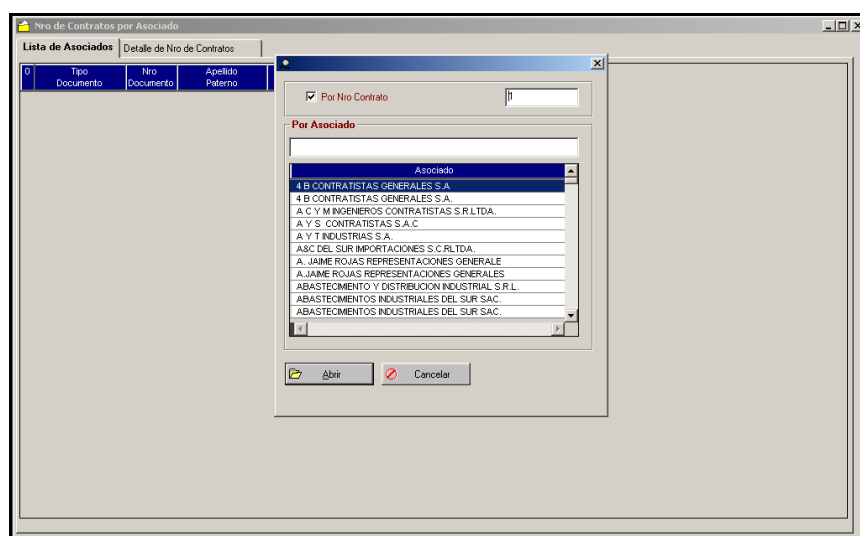 Nro de Contratos por Asociado
Lista de Asociados Detalle de Nro de Contratos
0 Tipo Documento Nro Documento Apellido Paterno
Por Nro Contrato 1
Por Asociado
Asociado
4 B CONTRATISTAS GENERALES S.A
4 B CONTRATISTAS GENERALES S.A.
A C Y M INGENIEROS CONTRATISTAS S.R.LTDA.
A Y S CONTRATISTAS S.A.C
A Y T INDUSTRIAS S.A.
A&C DEL SUR IMPORTACIONES S.C.RLTDA.
A. JAIME ROJAS REPRESENTACIONES GENERALE
A.JAIME ROJAS REPRESENTACIONES GENERALES
ABASTECIMIENTO Y DISTRIBUCION INDUSTRIAL S.R.L.
ABASTECIMENTOS INDUSTRIALES DEL SUR SAC.
ABASTECIMENTOS INDUSTRIALES DEL SUR SAC.
Abrir Cancelar